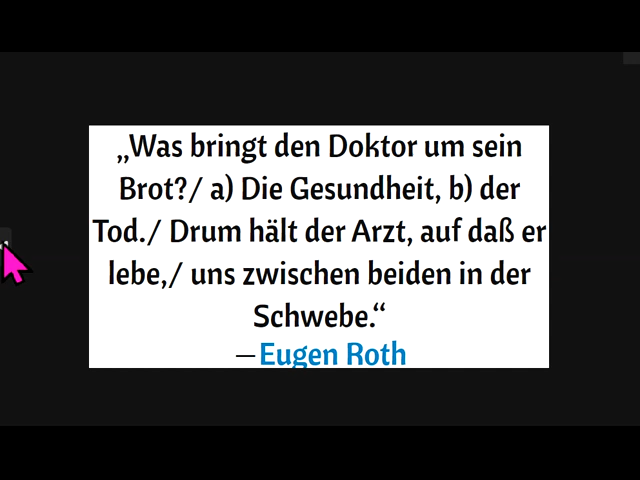 „Was bringt den Doktor um sein
Brot?/ a) Die Gesundheit, b) der
Tod./ Drum hält der Arzt, auf daß er
lebe,/ uns zwischen beiden in der
Schwebe.“
—Eugen Roth